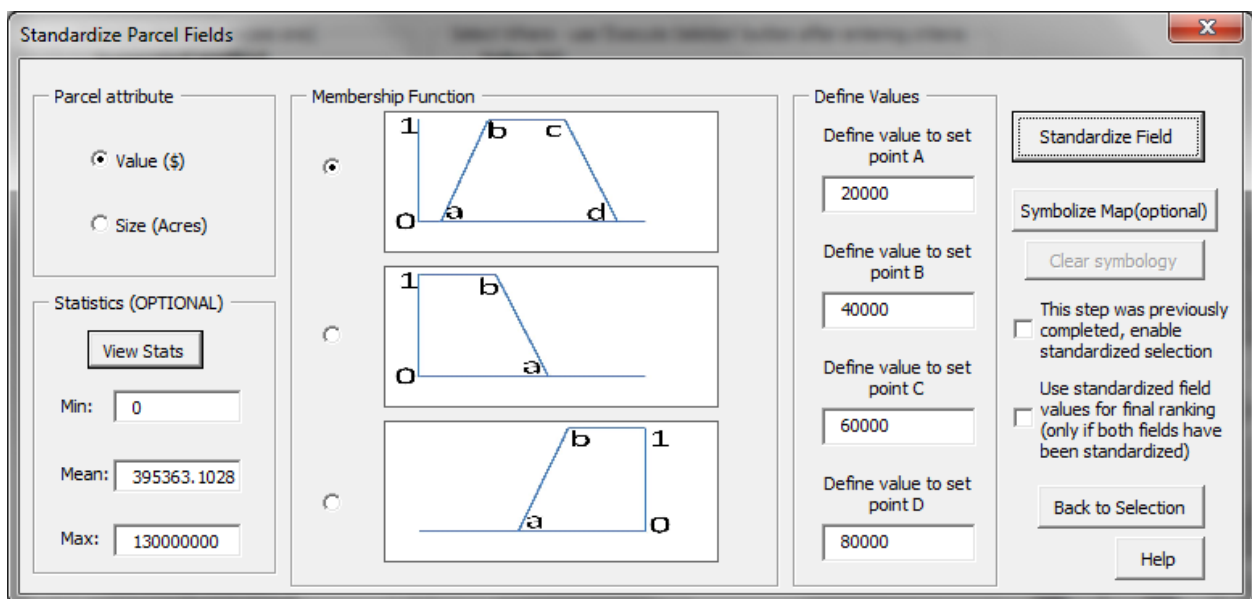 Standardize Parcel Fields
Parcel attribute
Value ($)
Size (Acres)
Statistics (OPTIONAL)
View Stats
Min:
0
Mean:
395363.1028
Max:
130000000
Membership Function
1
b
c
0
a
d
1
b
0
a
b
1
a
0
Define Values
Define value to set
point A
20000
Define value to set
point B
40000
Define value to set
point C
60000
Define value to set
point D
80000
Standardize Field
Symbolize Map(optional)
Clear symbology
This step was previously
completed, enable
standardized selection
Use standardized field
values for final ranking
(only if both fields have
been standardized)
Back to Selection
Help